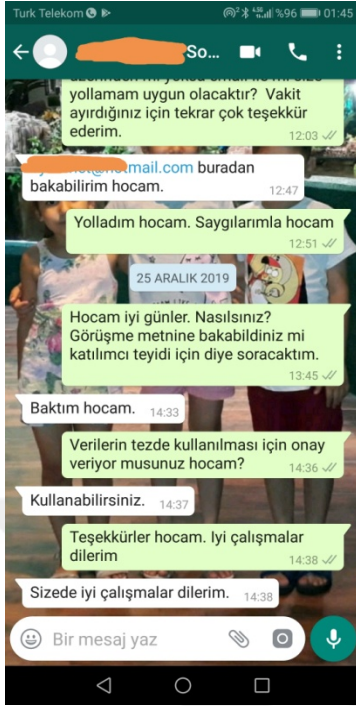 Turk Telekom %96 01:45
So...
yollamam uygun olacaktır? Vakit
ayırdığınız için tekrar çok teşekkür
ederim.
12:03
mail.com buradan
bakabilirim hocam.
12:47
Yolladım hocam. Saygılarımla hocam
12:51
25 ARALIK 2019
Hocam iyi günler. Nasılsınız?
Görüşme metnine bakabildiniz mi
katılımcı teyidi için diye soracaktım.
13:45
Baktım hocam. 14:33
Verilerin tezde kullanılması için onay
veriyor musunuz hocam?
14:36
Kullanabilirsiniz. 14:37
Teşekkürler hocam. Iyi çalışmalar
dilerim
14:38
Sizede iyi çalışmalar dilerim. 14:38
Bir mesaj yaz